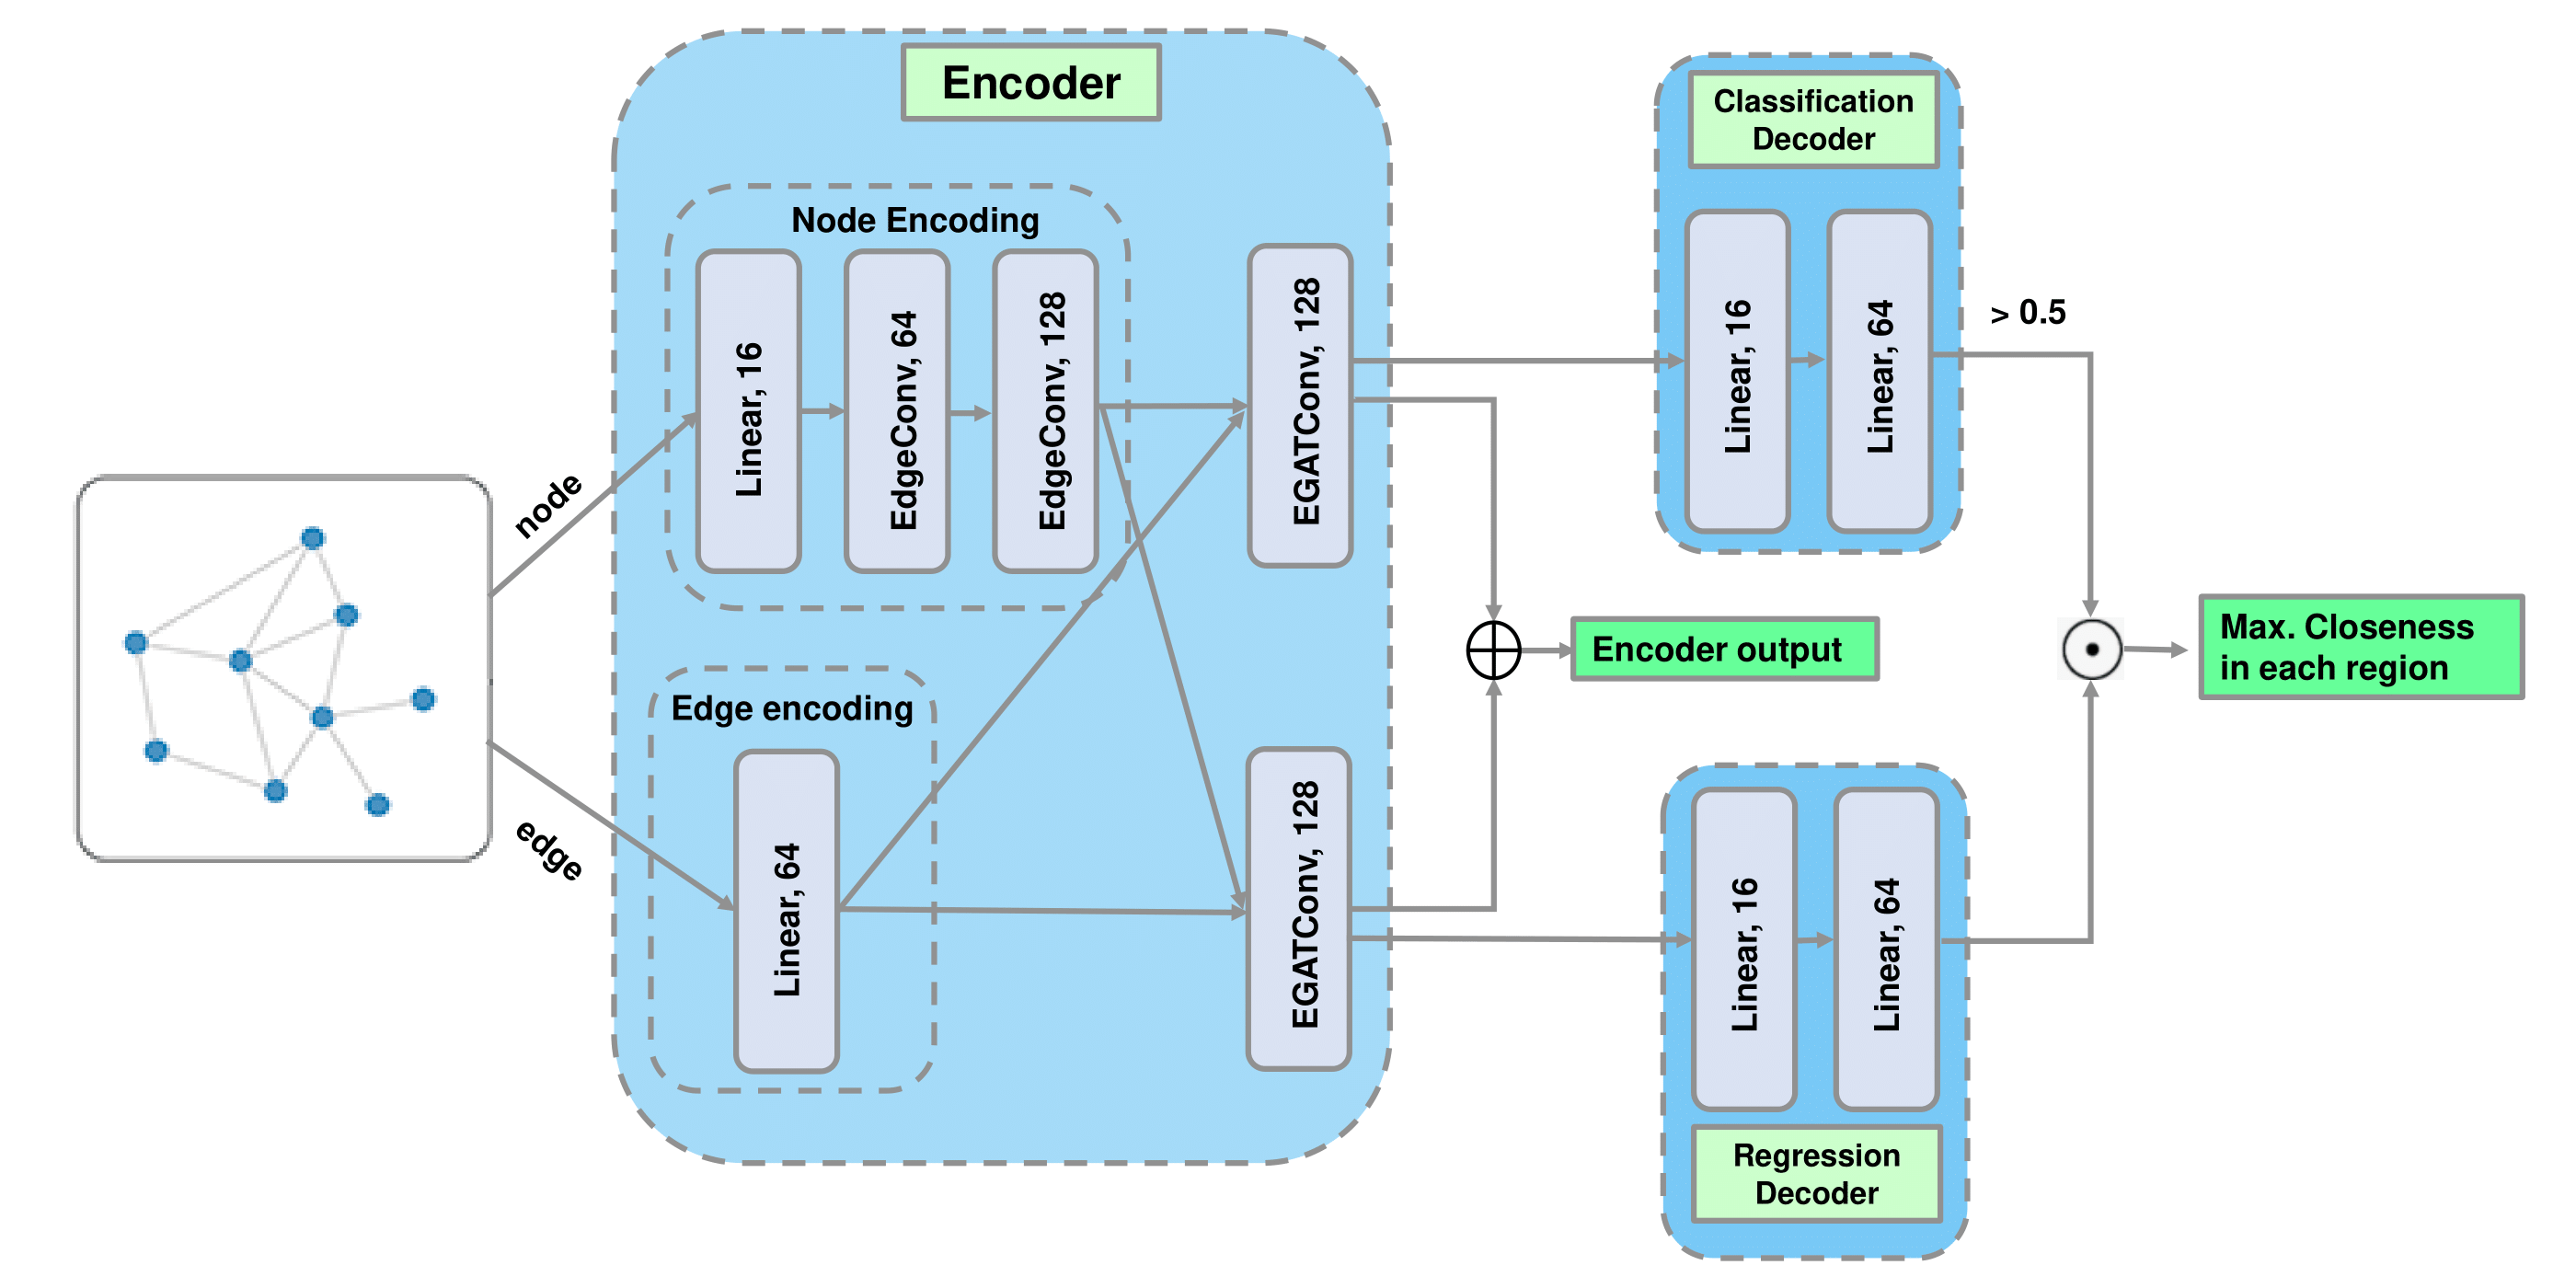 Encoder
Node Encoding
Linear, 16
EdgeConv, 64
EdgeConv, 128
EGATConv, 128
node
edge
Edge encoding
Linear, 64
EGATConv, 128
Classification
Decoder
Linear, 16
Linear, 64
> 0.5
Encoder output
Max. Closeness
in each region
Linear, 16
Linear, 64
Regression
Decoder